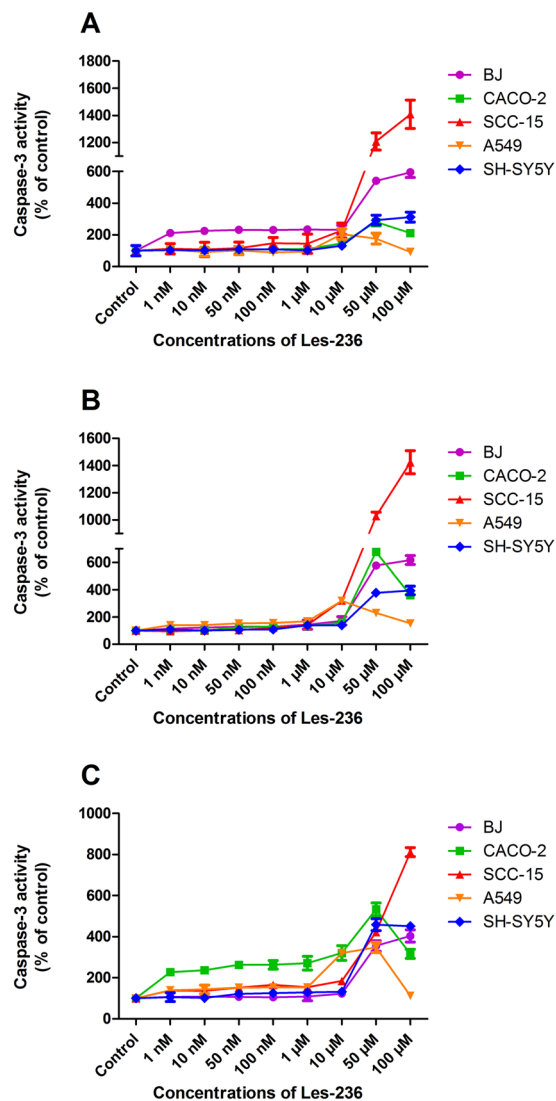 A
Caspase-3 activity
(% of control)
1800
1600
1400
1200
1000
600
400
200
0
Control
1 nM
10 nM
50 nM
100 nM
1 µM
10 µM
50 µM
100 µM
Concentrations of Les-236
BJ
CACO-2
SCC-15
A549
SH-SY5Y
B
Caspase-3 activity
(% of control)
1600
1400
1200
1000
600
400
200
0
Control
1 nM
10 nM
50 nM
100 nM
1 µM
10 µM
50 µM
100 µM
Concentrations of Les-236
BJ
CACO-2
SCC-15
A549
SH-SY5Y
C
Caspase-3 activity
(% of control)
1000
800
600
400
200
0
Control
1 nM
10 nM
50 nM
100 nM
1 µM
10 µM
50 µM
100 µM
Concentrations of Les-236
BJ
CACO-2
SCC-15
A549
SH-SY5Y